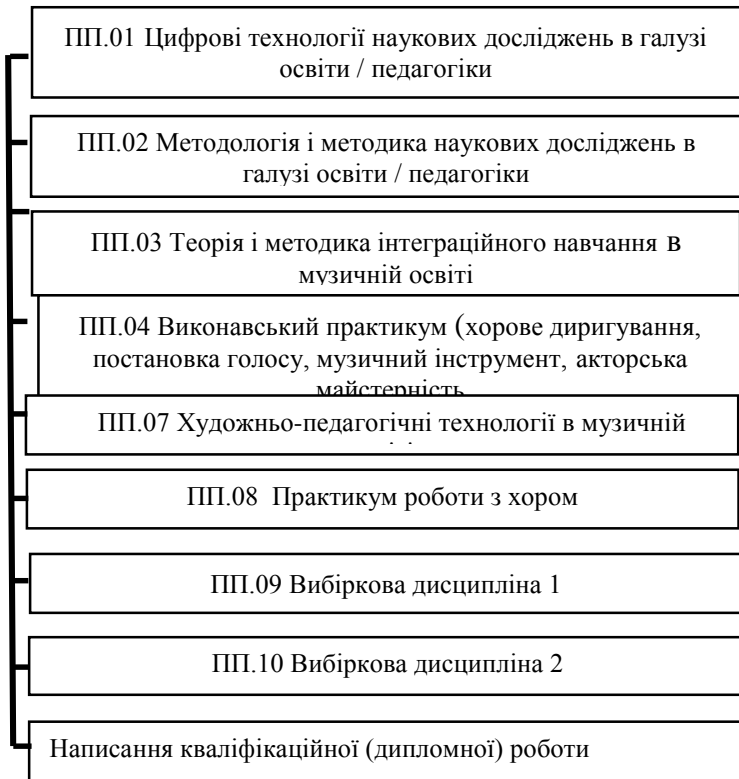 ПП.01 Цифрові технології наукових досліджень в галузі
освіти / педагогіки
ПП.02 Методологія і методика наукових досліджень в
галузі освіти / педагогіки
ПП.03 Теорія і методика інтеграційного навчання в
музичній освіті
ПП.04 Виконавський практикум (хорове диригування,
постановка голосу, музичний інструмент, акторська
майстерність
ПП.07 Художньо-педагогічні технології в музичній
ПП.08 Практикум роботи з хором
ПП.09 Вибіркова дисципліна 1
ПП.10 Вибіркова дисципліна 2
Написання кваліфікаційної (дипломної) роботи